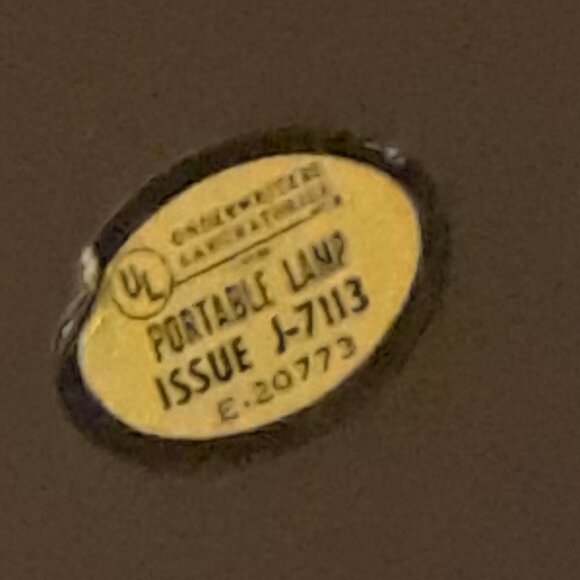 UL
UNDERWRITERS
LABORATORIES
PORTABLE LAMP
ISSUE J-7113
E-20773